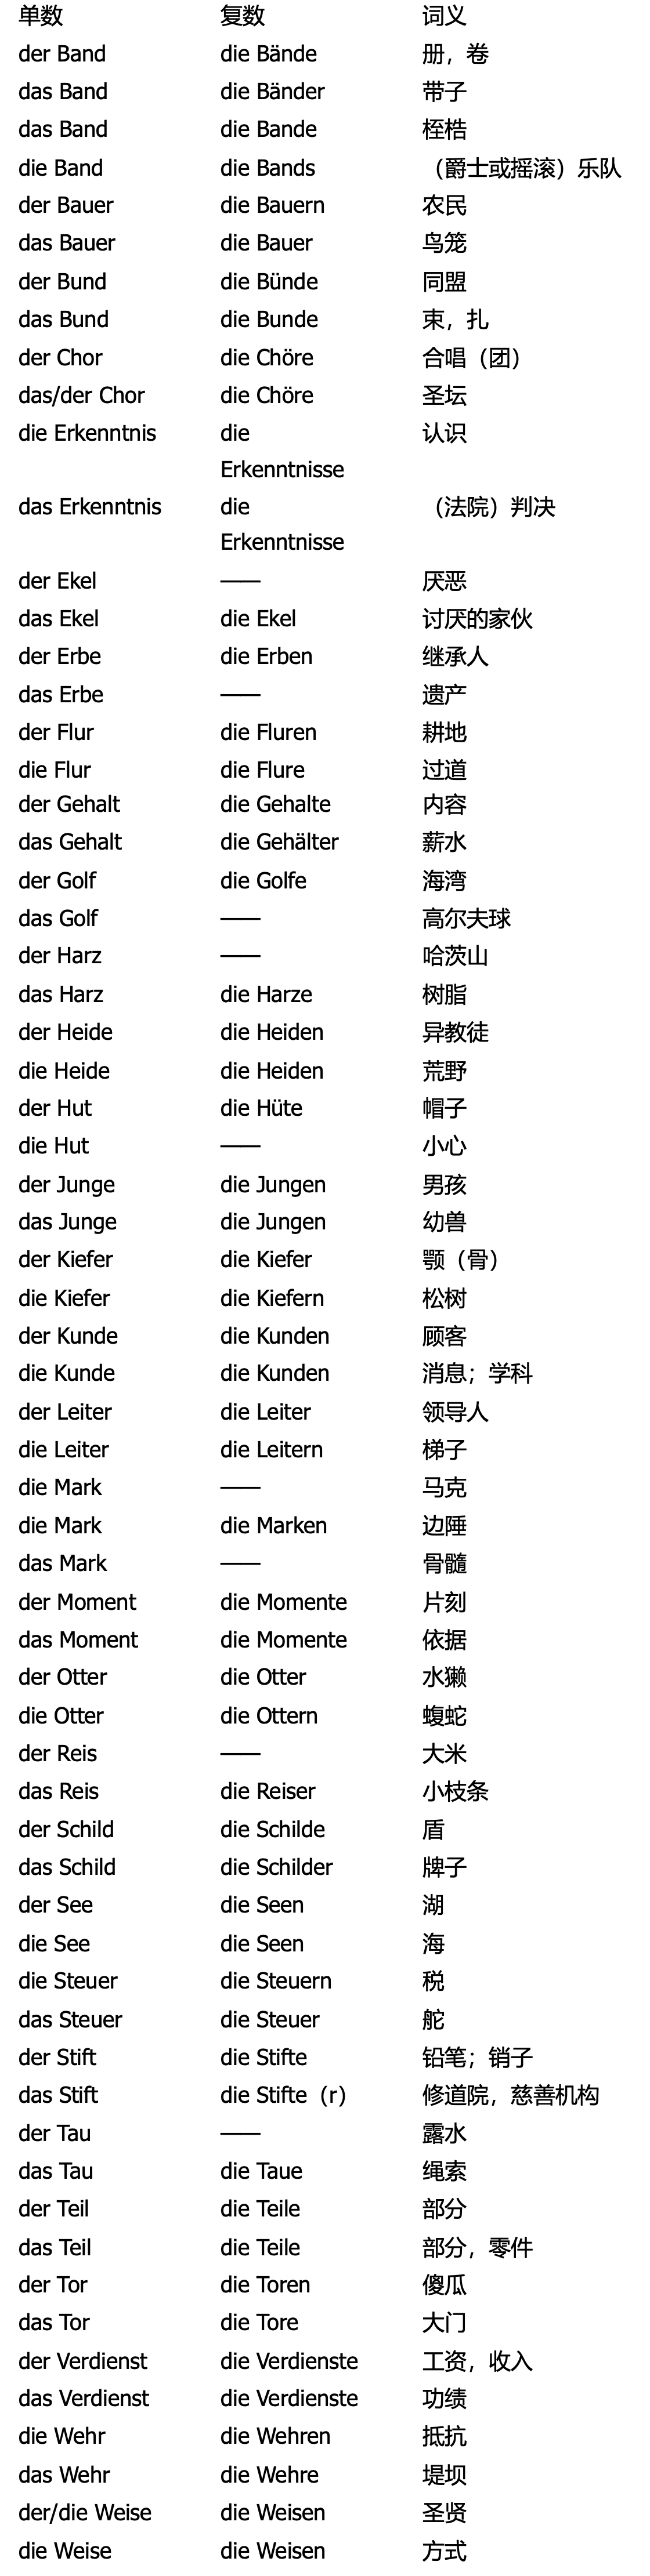 单数 复数 词义
der Band die Bände 册，卷
das Band die Bänder 带子
das Band die Bande 桎梏
die Band die Bands （爵士或摇滚）乐队
der Bauer die Bauern 农民
das Bauer die Bauer 鸟笼
der Bund die Bünde 同盟
das Bund die Bunde 束，扎
der Chor die Chöre 合唱（团）
das/der Chor die Chöre 圣坛
die Erkenntnis die 认识
Erkenntnisse
das Erkenntnis die （法院）判决
Erkenntnisse
der Ekel —— 厌恶
das Ekel die Ekel 讨厌的家伙
der Erbe die Erben 继承人
das Erbe —— 遗产
der Flur die Fluren 耕地
die Flur die Flure 过道
der Gehalt die Gehalte 内容
das Gehalt die Gehälter 薪水
der Golf die Golfe 海湾
das Golf —— 高尔夫球
der Harz —— 哈茨山
das Harz die Harze 树脂
der Heide die Heiden 异教徒
die Heide die Heiden 荒野
der Hut die Hüte 帽子
die Hut —— 小心
der Junge die Jungen 男孩
das Junge die Jungen 幼兽
der Kiefer die Kiefer 颚（骨）
die Kiefer die Kiefern 松树
der Kunde die Kunden 顾客
die Kunde die Kunden 消息；学科
der Leiter die Leiter 领导人
die Leiter die Leitern 梯子
die Mark —— 马克
die Mark die Marken 边陲
das Mark —— 骨髓
der Moment die Momente 片刻
das Moment die Momente 依据
der Otter die Otter 水獭
die Otter die Ottern 蝮蛇
der Reis —— 大米
das Reis die Reiser 小枝条
der Schild die Schilde 盾
das Schild die Schilder 牌子
der See die Seen 湖
die See die Seen 海
die Steuer die Steuern 税
das Steuer die Steuer 舵
der Stift die Stifte 铅笔；销子
das Stift die Stifte（r） 修道院，慈善机构
der Tau —— 露水
das Tau die Taue 绳索
der Teil die Teile 部分
das Teil die Teile 部分，零件
der Tor die Toren 傻瓜
das Tor die Tore 大门
der Verdienst die Verdienste 工资，收入
das Verdienst die Verdienste 功绩
die Wehr die Wehren 抵抗
das Wehr die Wehre 堤坝
der/die Weise die Weisen 圣贤
die Weise die Weisen 方式